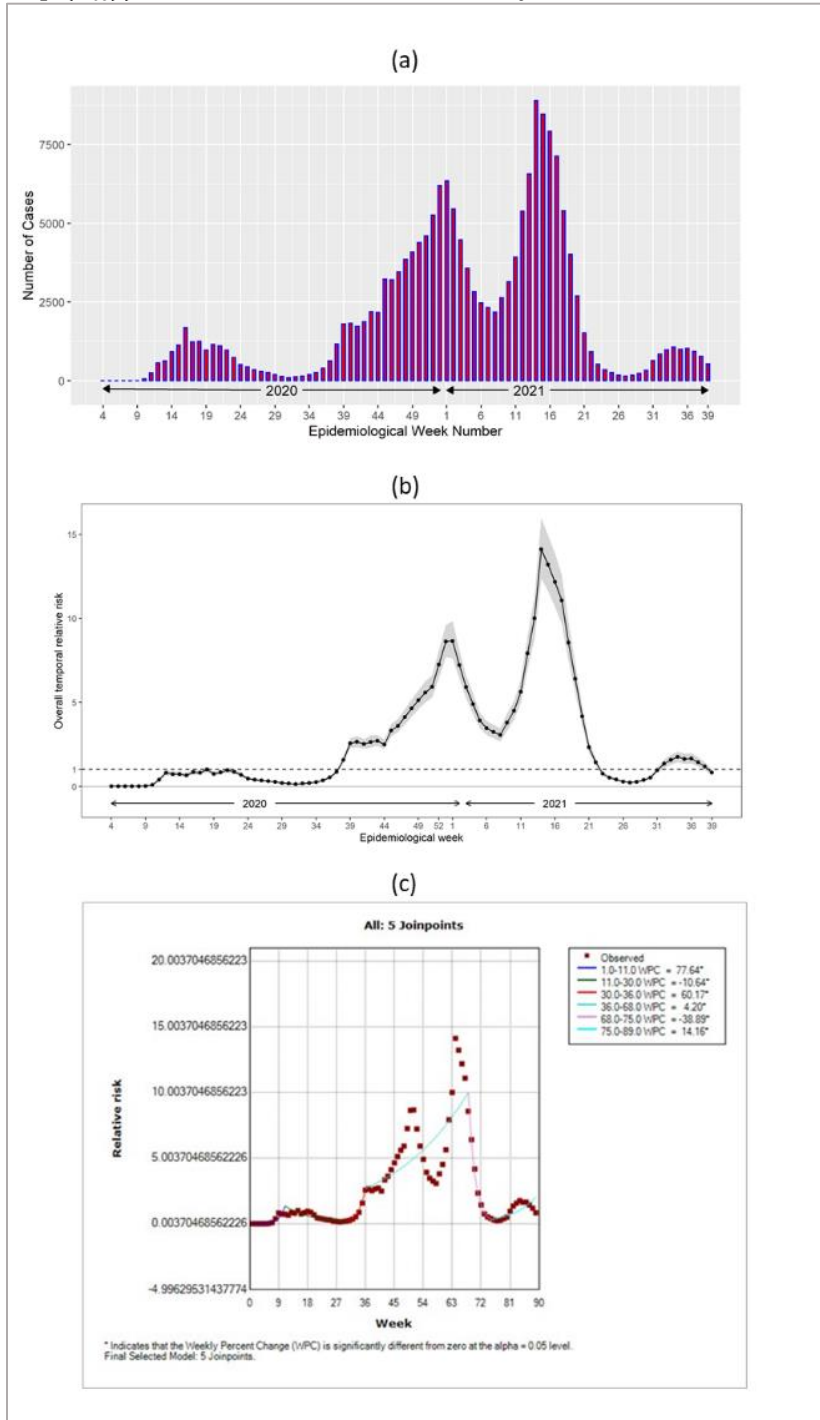 (a)
7500
5000
2500
0
Number of Cases
2020
2021
4 9 14 19 24 29 34 39 44 49 1 6 11 16 21 26 31 36 39
Epidemiological Week Number
(b)
15
10
5
1
0
Overall temporal relative risk
2020
2021
4 9 14 19 24 29 34 39 44 49 52 1 6 11 16 21 26 31 36 39
Epidemiological week
(c)
All: 5 Joinpoints
20.0037046856223
15.0037046856223
10.0037046856223
5.00370468562226
0.00370468562226
-4.99629531437774
Relative risk
0 9 18 27 36 45 54 63 72 81 90
Week
Observed
1.0-11.0 WPC = 77.64*
11.0-30.0 WPC = -10.64*
30.0-36.0 WPC = 60.17*
36.0-68.0 WPC = 4.20*
68.0-75.0 WPC = -38.89*
75.0-89.0 WPC = 14.16*
* Indicates that the Weekly Percent Change (WPC) is significantly different from zero at the alpha = 0.05 level.
Final Selected Model: 5 Joinpoints.